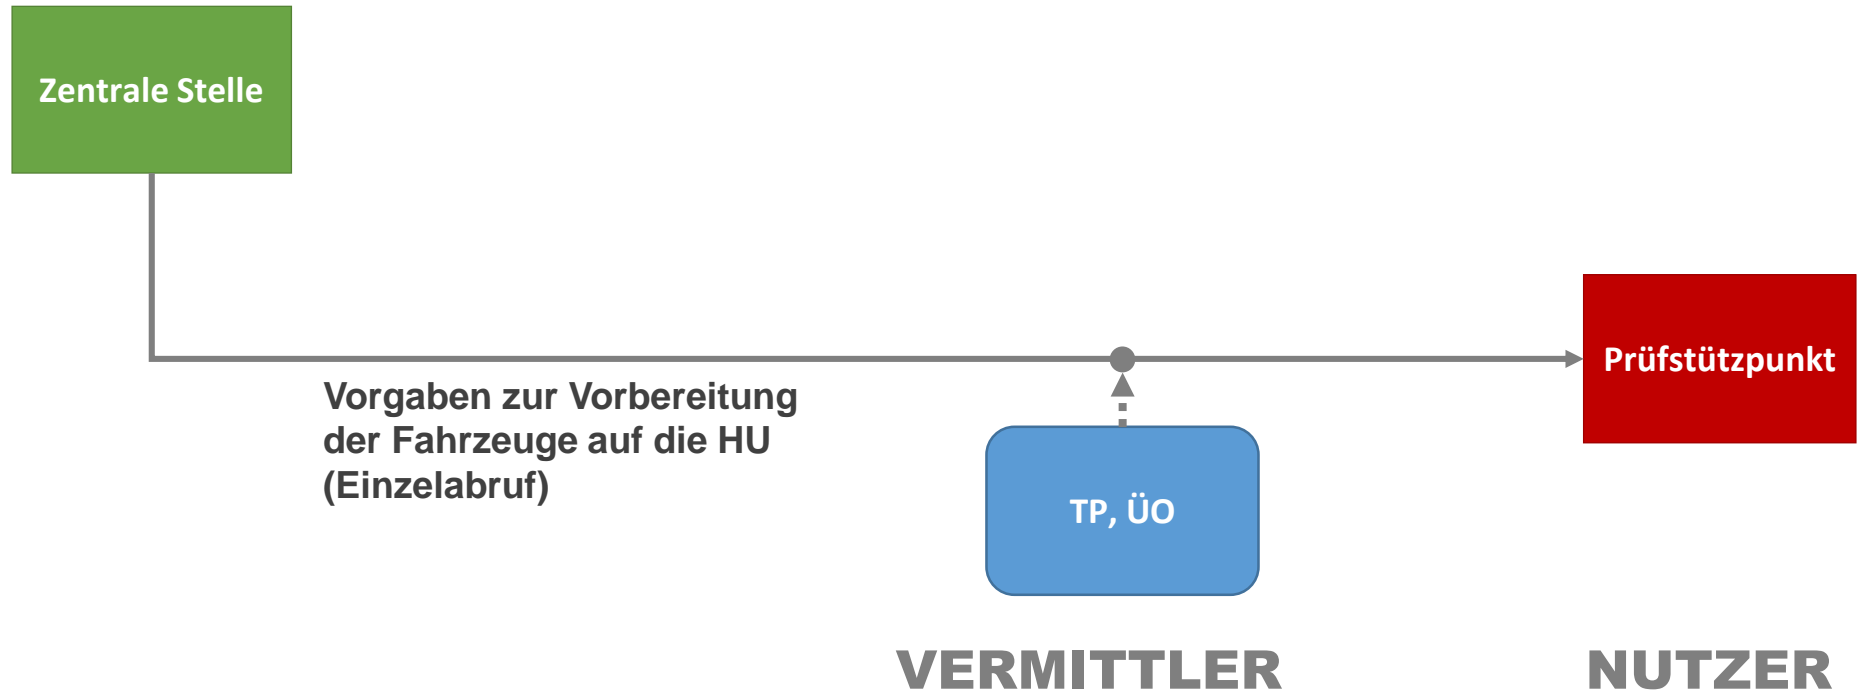 Zentrale Stelle
Prüfstützpunkt
Vorgaben zur Vorbereitung
der Fahrzeuge auf die HU
(Einzelabruf)
TP, ÜO
VERMITTLER
NUTZER